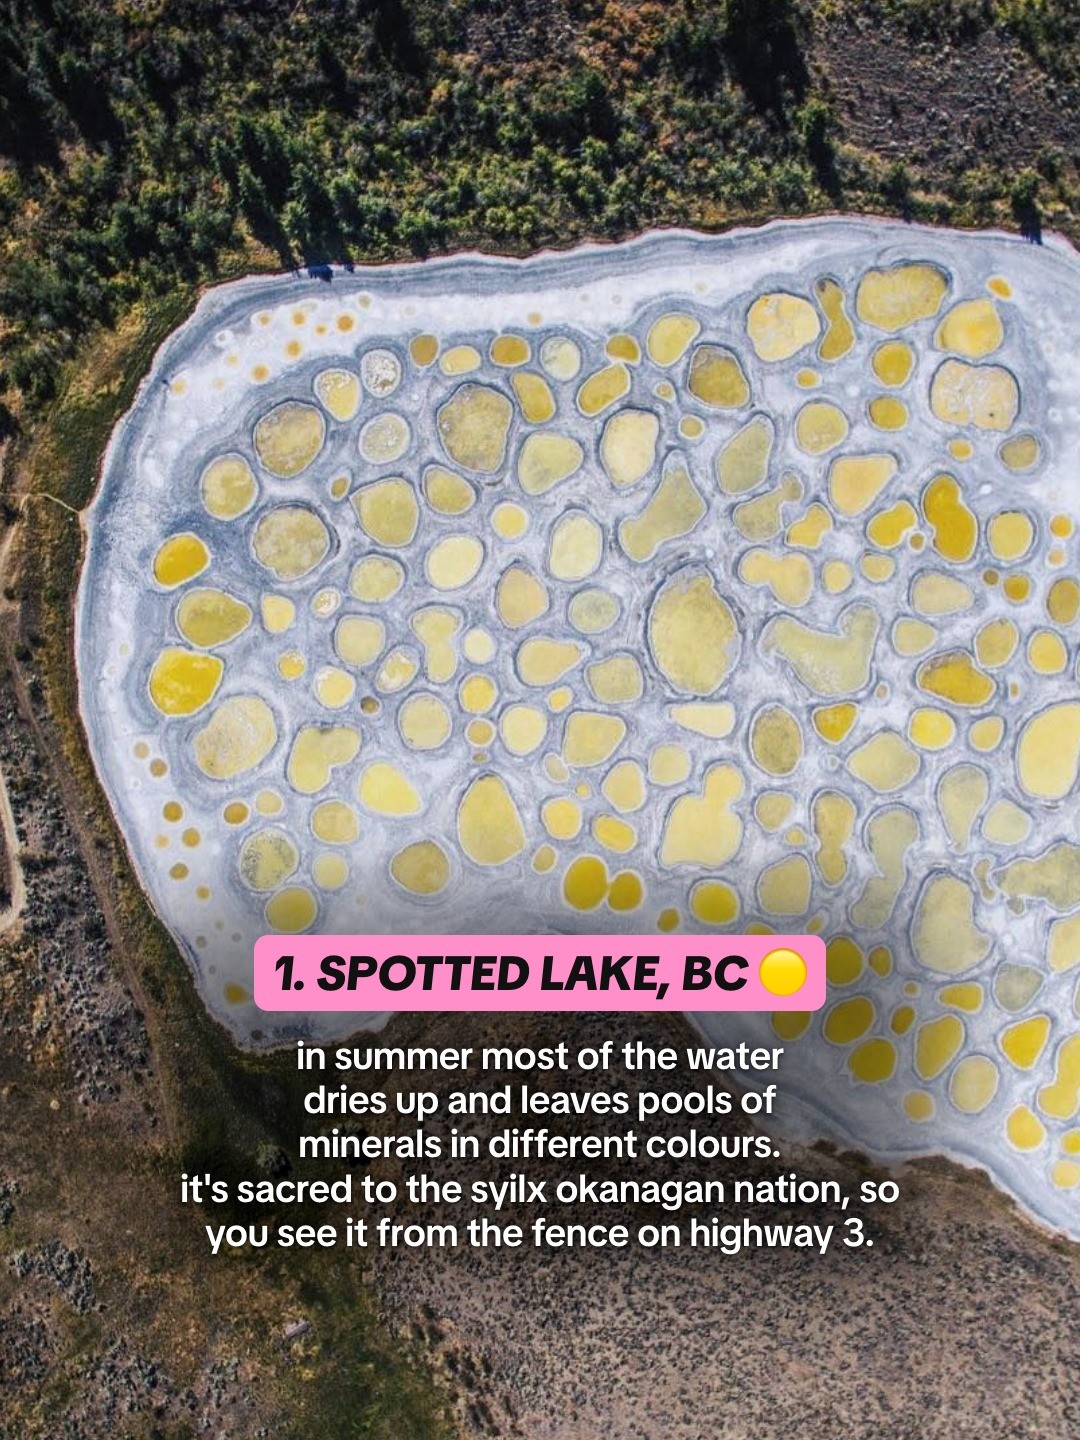 1. SPOTTED LAKE, BC 🟡
in summer most of the water
dries up and leaves pools of
minerals in different colours.
it's sacred to the syilx okanagan nation, so
you see it from the fence on highway 3.